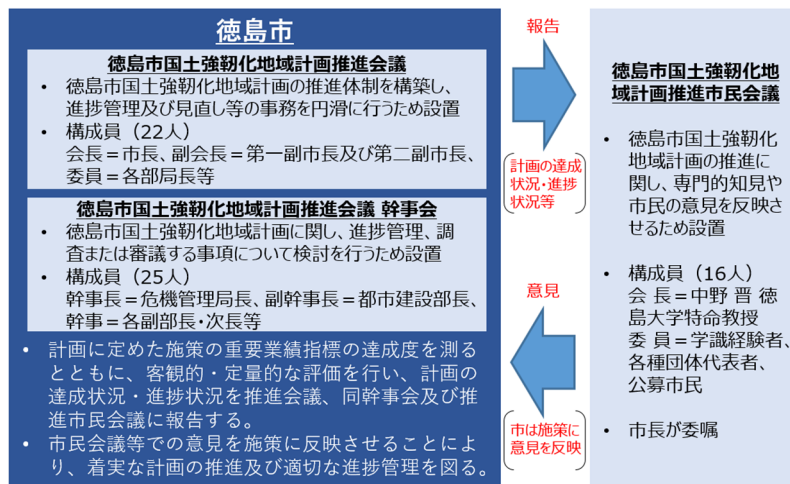 徳島市
徳島市国土強靭化地域計画推進会議
• 徳島市国土強靭化地域計画の推進体制を構築し、
進捗管理及び見直し等の事務を円滑に行うため設置
• 構成員（22人）
会長＝市長、副会長＝第一副市長及び第二副市長、
委員＝各部局長等
徳島市国土強靭化地域計画推進会議 幹事会
• 徳島市国土強靭化地域計画に関し、進捗管理、調
査または審議する事項について検討を行うため設置
• 構成員（25人）
幹事長＝危機管理局長、副幹事長＝都市建設部長、
幹事＝各副部長・次長等
• 計画に定めた施策の重要業績指標の達成度を測る
とともに、客観的・定量的な評価を行い、計画の
達成状況・進捗状況を推進会議、同幹事会及び推
進市民会議に報告する。
• 市民会議等での意見を施策に反映させることによ
り、着実な計画の推進及び適切な進捗管理を図る。
報告
計画の達成
状況・進捗
状況等
意見
市は施策に
意見を反映
徳島市国土強靭化地
域計画推進市民会議
• 徳島市国土強靭化
地域計画の推進に
関し、専門的知見や
市民の意見を反映さ
せるため設置
• 構成員（16人）
会 長＝中野 晋 徳
島大学特命教授
委 員＝学識経験者、
各種団体代表者、
公募市民
• 市長が委嘱